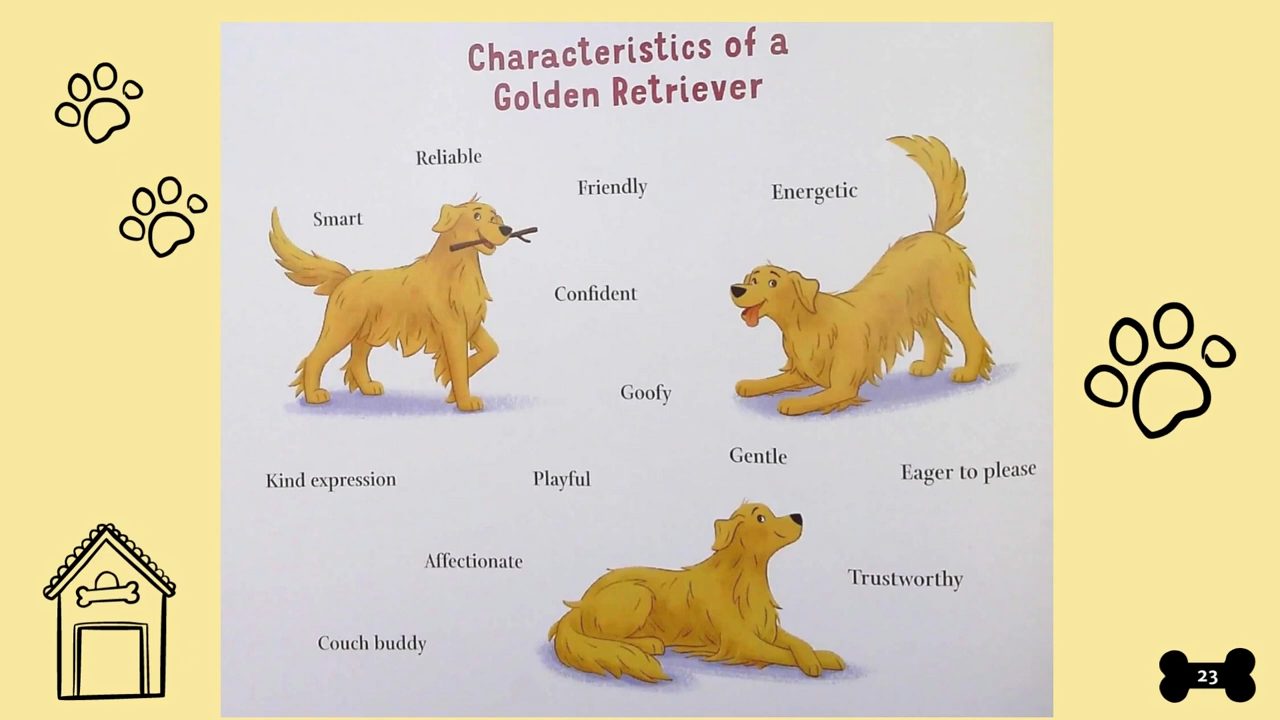 Characteristics of a
Golden Retriever
Reliable
Friendly
Energetic
Smart
Confident
Goofy
Gentle
Eager to please
Kind expression
Playful
Affectionate
Trustworthy
Couch buddy
23